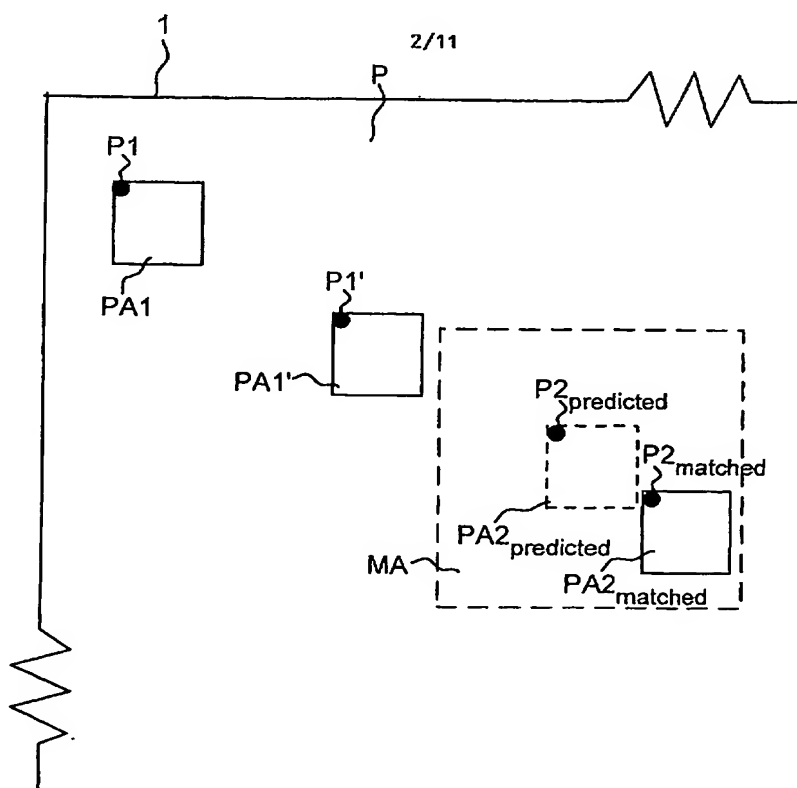 1
2/11
P
P1
PA1
P1'
PA1'
P2predicted
P2matched
PA2predicted
MA
PA2matched